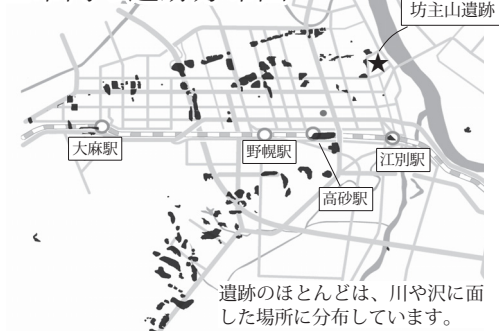 坊主山遺跡
大麻駅
野幌駅
江別駅
高砂駅
遺跡のほとんどは、川や沢に面
した場所に分布しています。